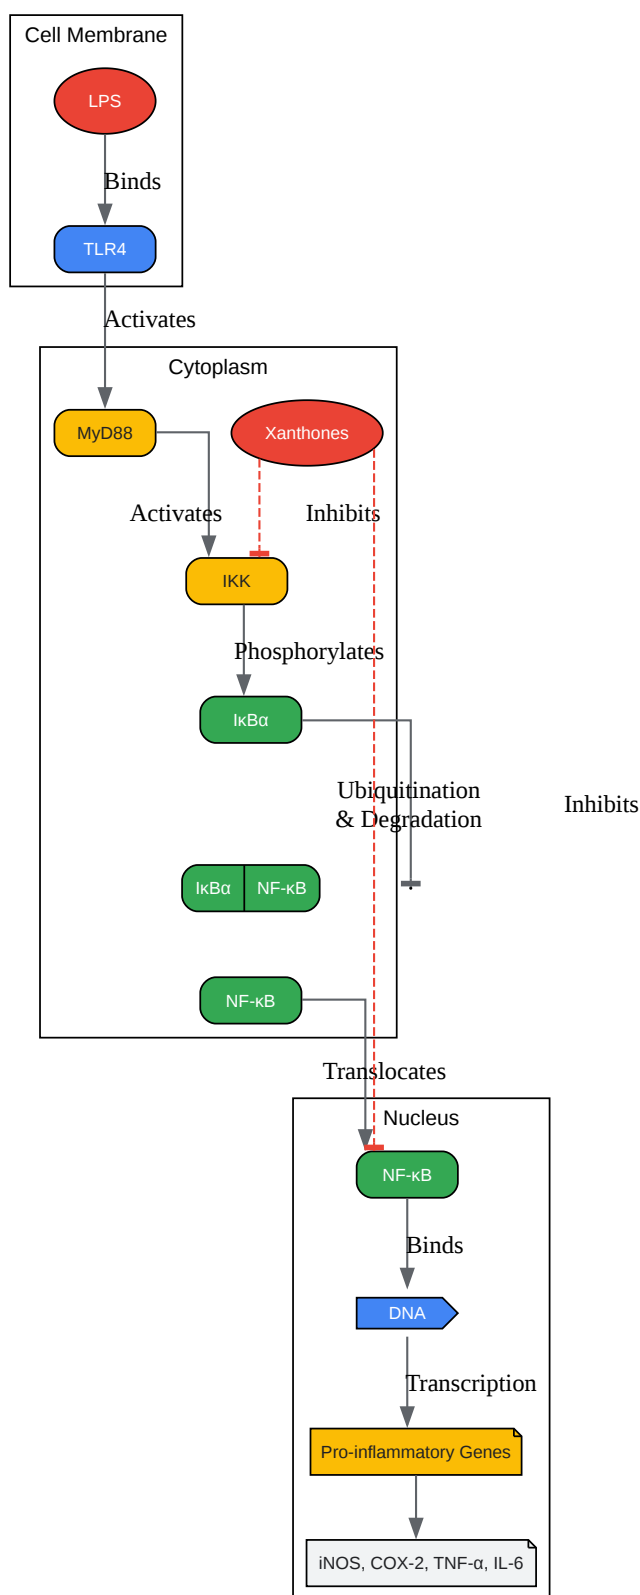 Cell Membrane
LPS
Binds
TLR4
Activates
Cytoplasm
MyD88
Xanthones
Activates
Inhibits
IKK
Phosphorylates
IκBα
Ubiquitination
& Degradation
Inhibits
IκBα
NF-κB
NF-κB
Translocates
Nucleus
NF-κB
Binds
DNA
Transcription
Pro-inflammatory Genes
iNOS, COX-2, TNF-α, IL-6